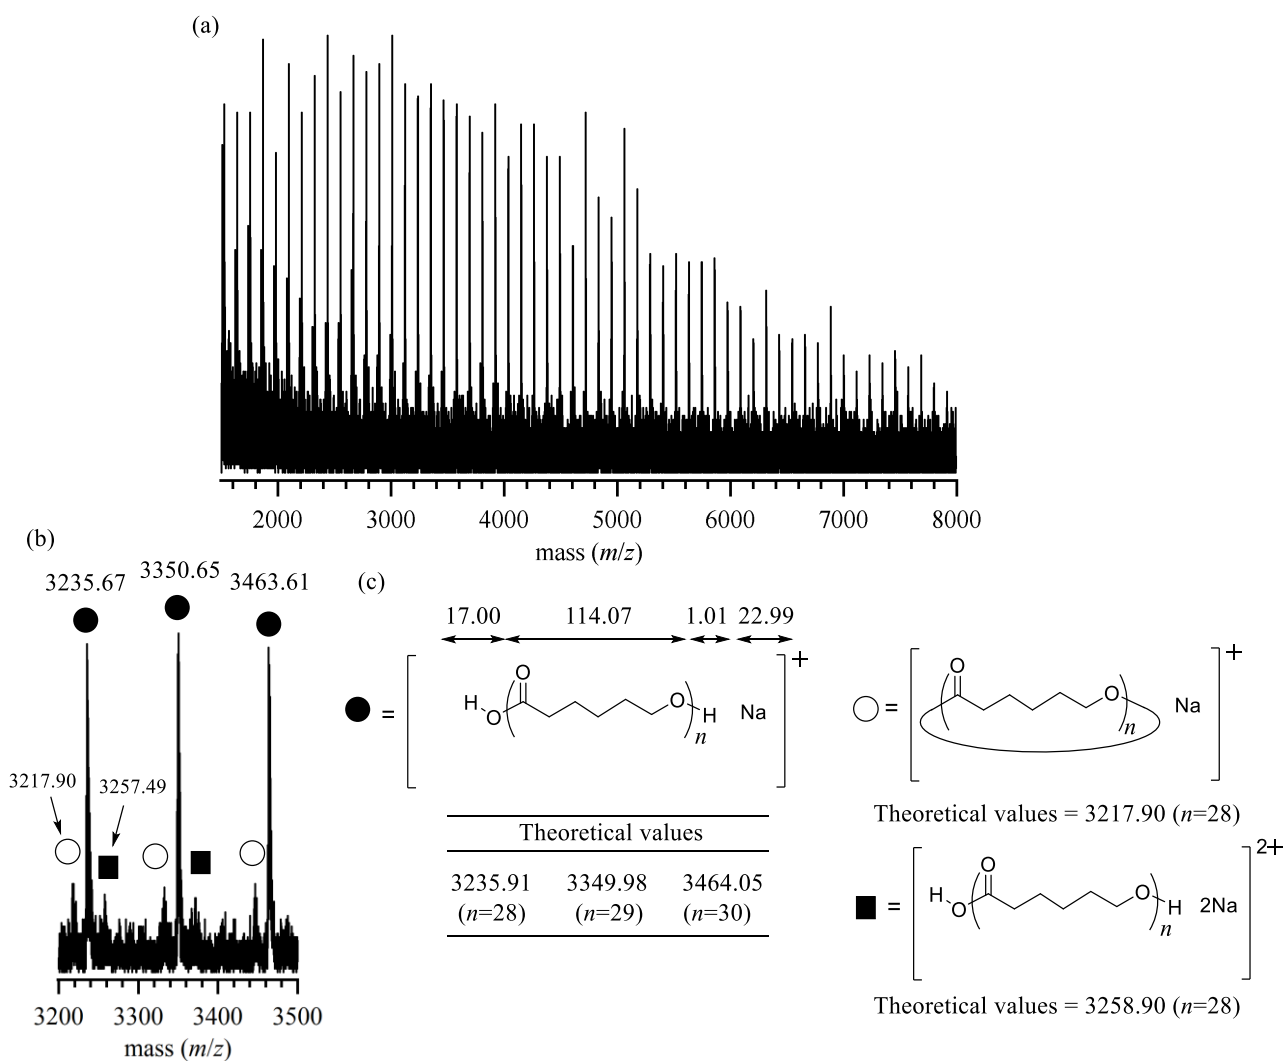 (a)
2000 3000 4000 5000 6000 7000 8000
mass (m/z)
(b)
3235.67 3350.65 3463.61
3217.90 3257.49
3200 3300 3400 3500
mass (m/z)
(c)
17.00 114.07 1.01 22.99
= [ H O ( O O ) n H Na ] +
Theoretical values
3235.91 3349.98 3464.05
(n=28) (n=29) (n=30)
= [ ( O O ) n Na ] +
Theoretical values = 3217.90 (n=28)
= [ H O ( O O ) n H 2Na ] 2+
Theoretical values = 3258.90 (n=28)